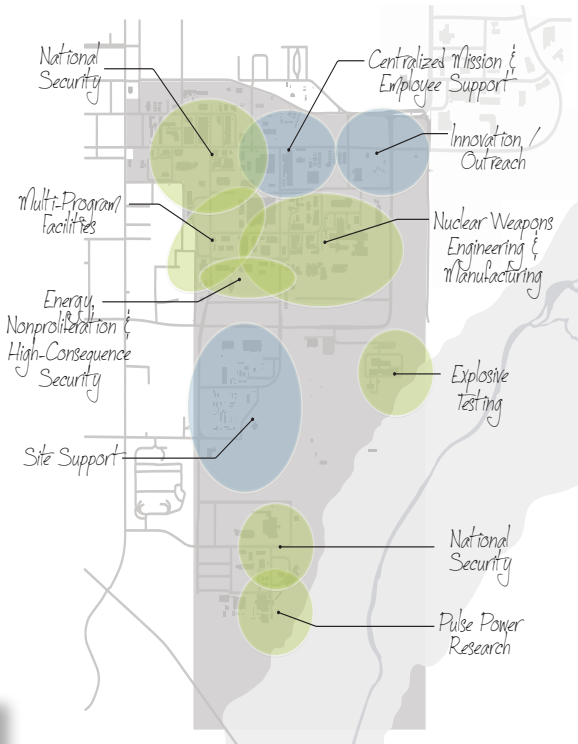 National
Security
Centralized Mission &
Employee Support
Innovation /
Outreach
Multi-Program
Facilities
Nuclear Weapons
Engineering &
Manufacturing
Energy,
Nonproliferation &
High-Consequence
Security
Explosive
Testing
Site Support
National
Security
Pulse Power
Research